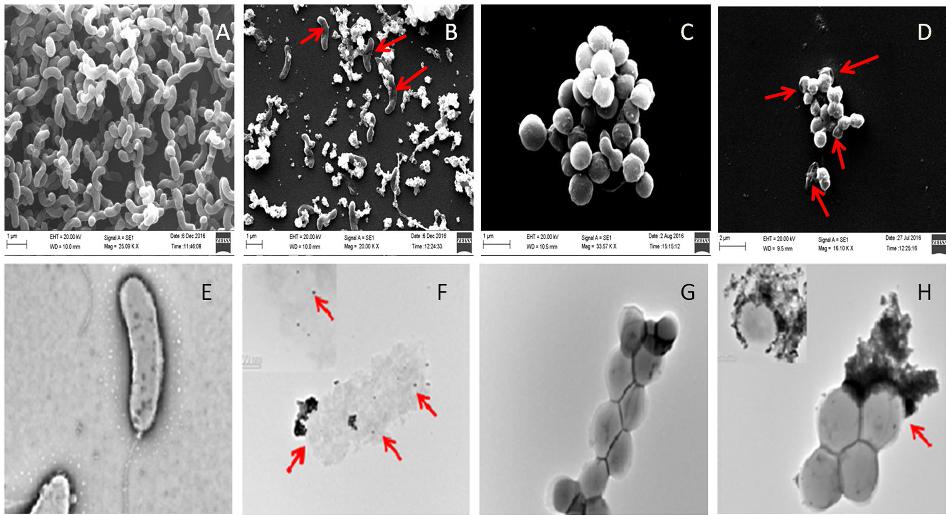 A
B
C
D
1 µm
EHT = 20.00 kV
WD = 10.0 mm
Signal A = SE1
Mag = 25.09 K X
Date :6 Dec 2016
Time :11:46:08
ZEISS
1 µm
EHT = 20.00 kV
WD = 10.0 mm
Signal A = SE1
Mag = 20.00 K X
Date :6 Dec 2016
Time :12:24:33
ZEISS
1 µm
EHT = 20.00 kV
WD = 10.5 mm
Signal A = SE1
Mag = 33.57 K X
Date :2 Aug 2016
Time :15:15:12
ZEISS
2 µm
EHT = 20.00 kV
WD = 9.5 mm
Signal A = SE1
Mag = 16.10 K X
Date :27 Jul 2016
Time :12:25:16
ZEISS
E
F
G
H